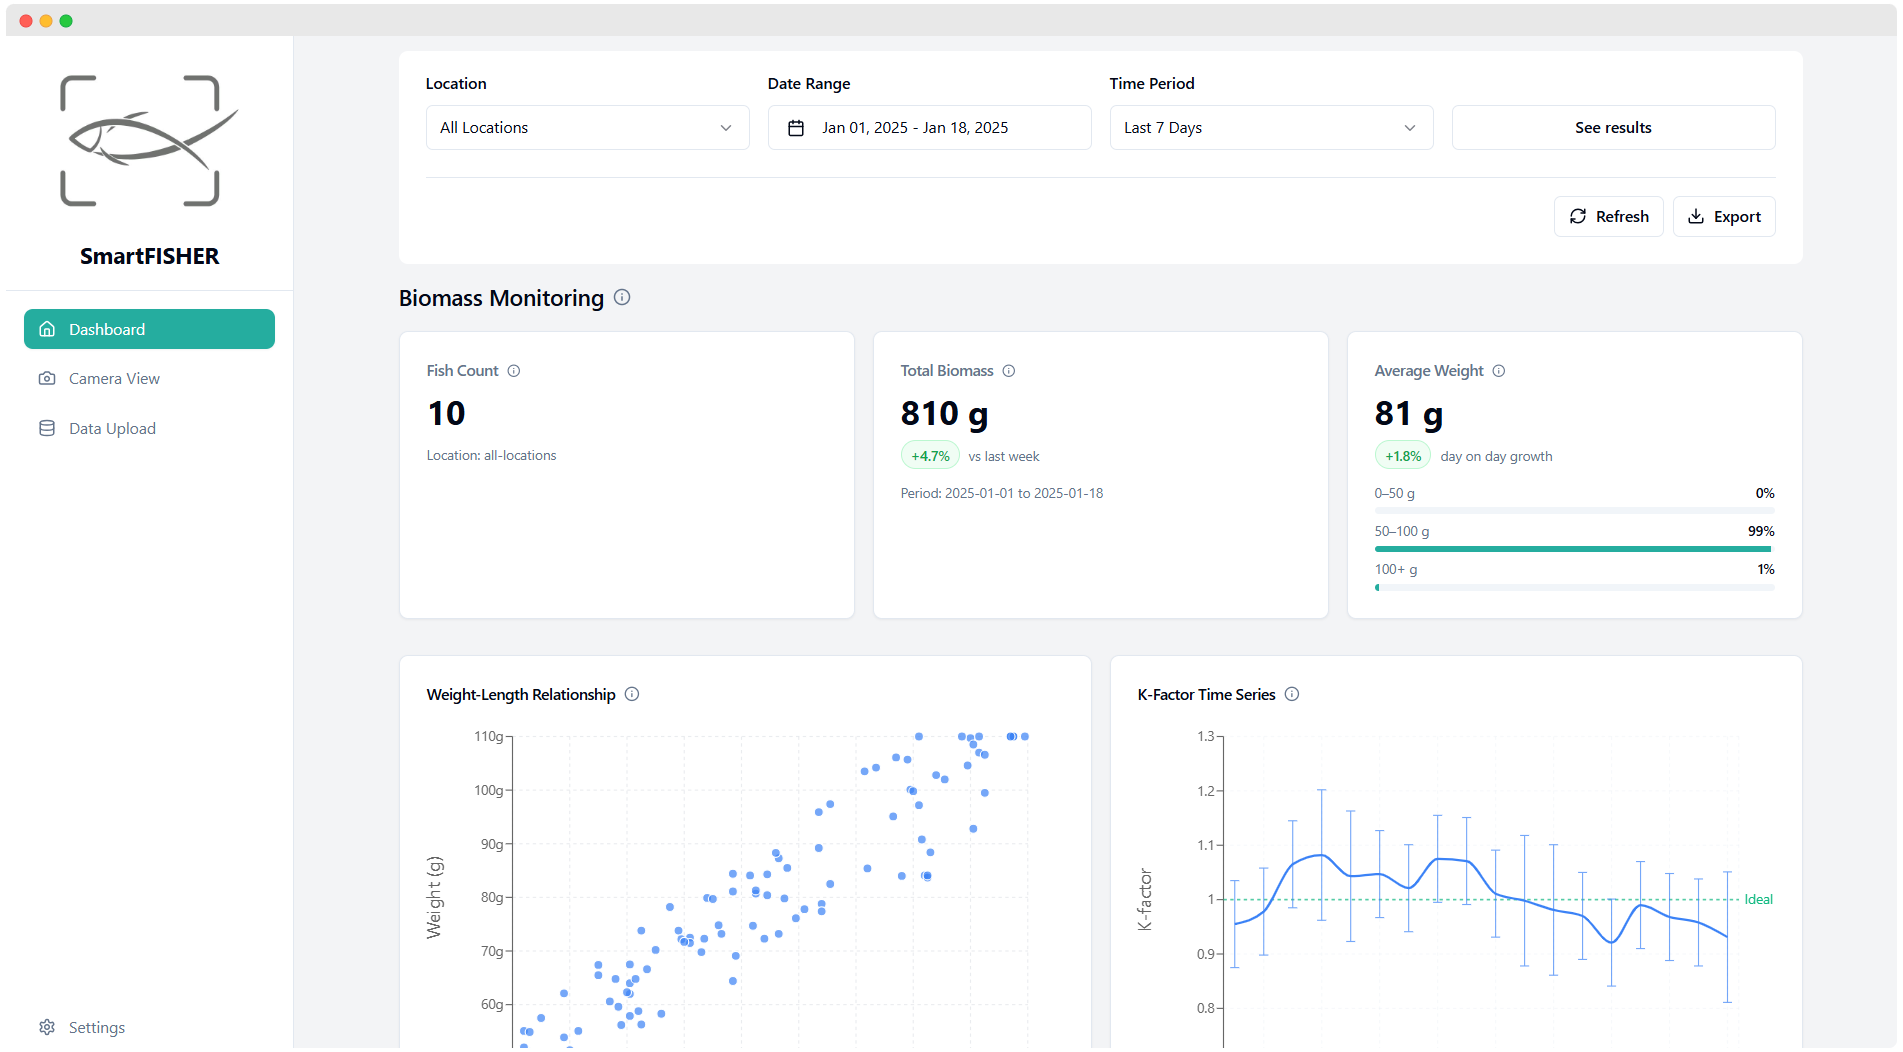 SmartFISHER
Dashboard
Camera View
Data Upload
Settings
Location
All Locations
Date Range
Jan 01, 2025 - Jan 18, 2025
Time Period
Last 7 Days
See results
Refresh
Export
Biomass Monitoring
Fish Count
10
Location: all-locations
Total Biomass
810 g
+4.7% vs last week
Period: 2025-01-01 to 2025-01-18
Average Weight
81 g
+1.8% day on day growth
0–50 g 0%
50–100 g 99%
100+ g 1%
Weight-Length Relationship
110g
100g
90g
80g
70g
60g
Weight (g)
K-Factor Time Series
1.3
1.2
1.1
1
0.9
0.8
K-factor
Ideal